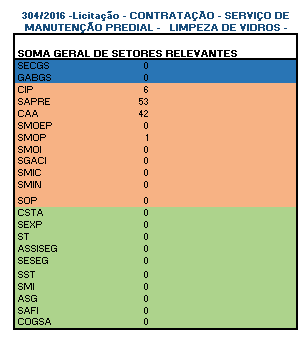 304/2016 -Licitação - CONTRATAÇÃO - SERVIÇO DE
MANUTENÇÃO PREDIAL - LIMPEZA DE VIDROS -
SOMA GERAL DE SETORES RELEVANTES
SECGS 0
GABGS 0
CIP 6
SAPRE 53
CAA 42
SMOEP 0
SMOP 1
SMOI 0
SGACI 0
SMIC 0
SMIN 0
SOP 0
CSTA 0
SEXP 0
ST 0
ASSISEG 0
SESEG 0
SST 0
SMI 0
ASG 0
SAFI 0
COGSA 0